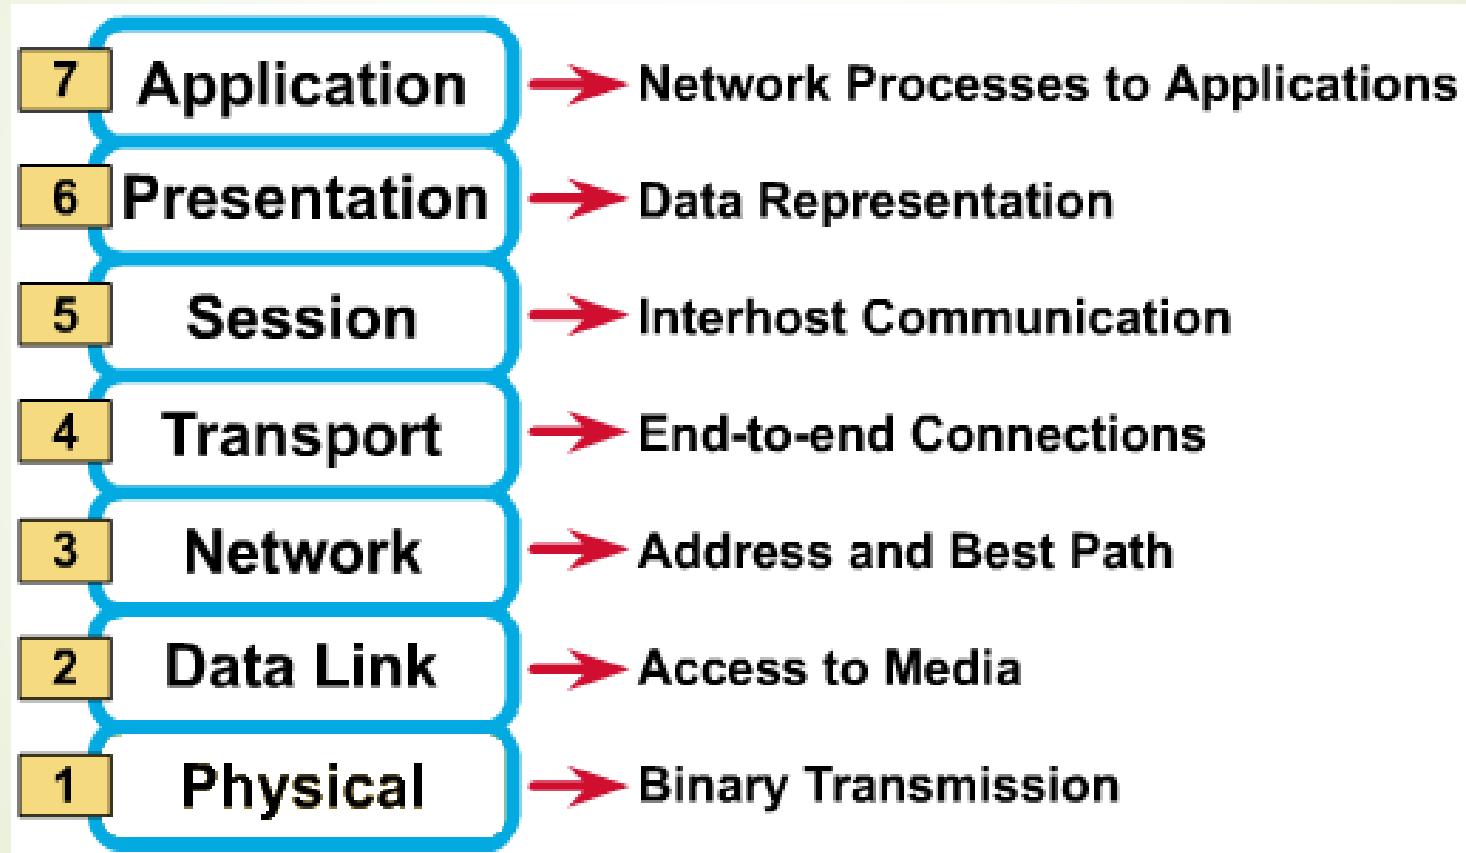 7 Application Network Processes to Applications
6 Presentation Data Representation
5 Session Interhost Communication
4 Transport End-to-end Connections
3 Network Address and Best Path
2 Data Link Access to Media
1 Physical Binary Transmission